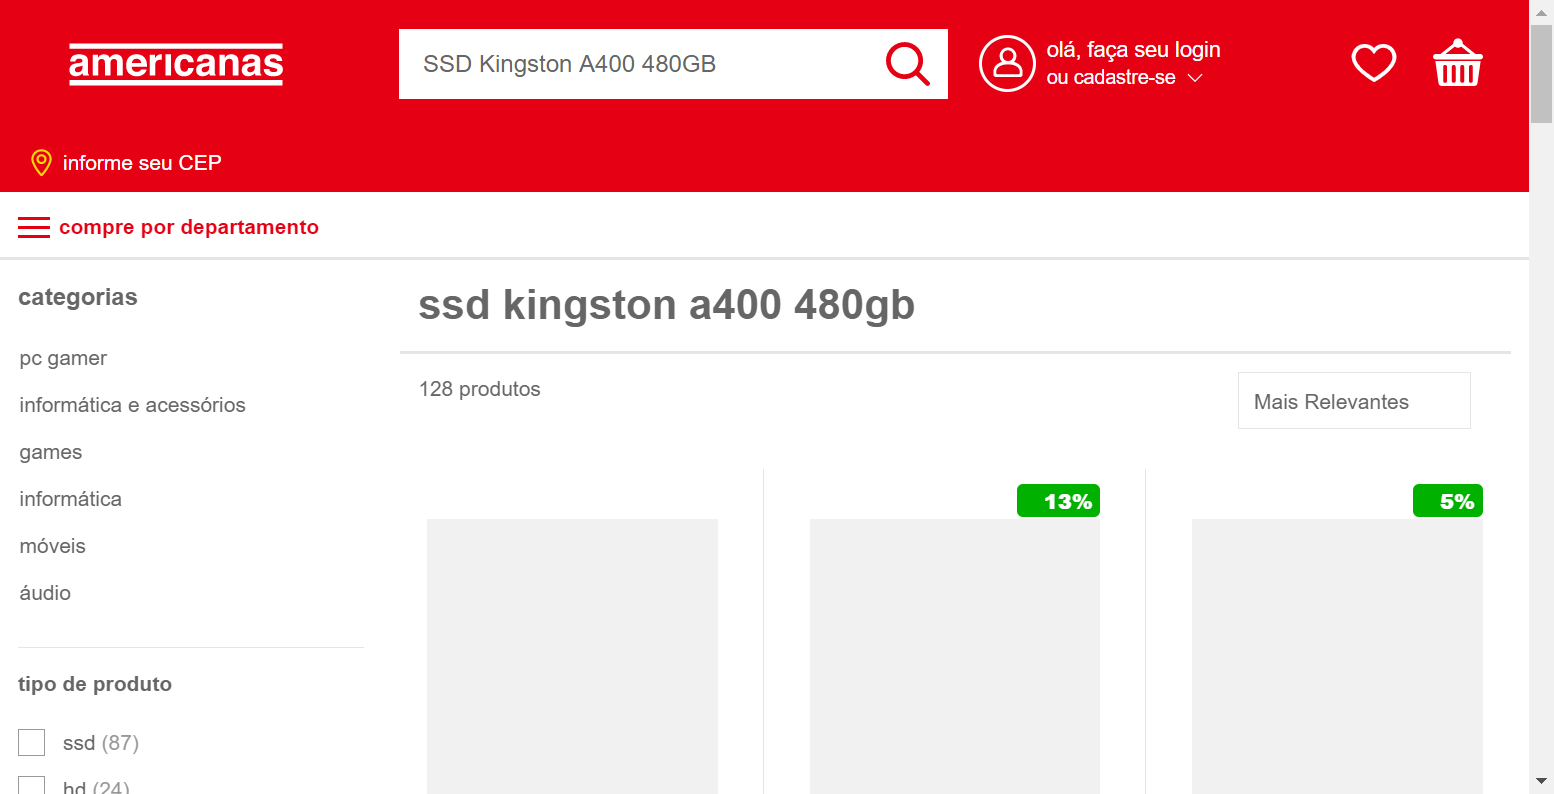 americanas
SSD Kingston A400 480GB
olá, faça seu login
ou cadastre-se
informe seu CEP
compre por departamento
categorias
pc gamer
informática e acessórios
games
informática
móveis
áudio
tipo de produto
ssd (87)
hd (24)
ssd kingston a400 480gb
128 produtos
Mais Relevantes
13%
5%